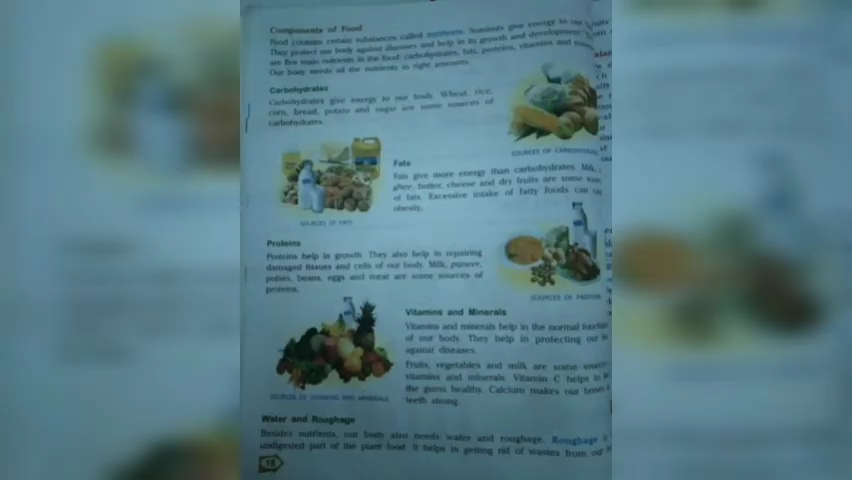 Components of Food
Food contains certain substances called nutrients. Nutrients give energy to our
They protect our body against diseases and help in its growth and development
are five main nutrients in the food: carbohydrates, fats, proteins, vitamins and
Our body needs all the nutrients in right amounts.
Carbohydrates
Carbohydrates give energy to our body. Wheat, rice,
corn, bread, potato and sugar are some sources of
carbohydrates.
SOURCES OF CARBOHYDRA
Fats
Fats give more energy than carbohydrates. Milk,
ghee, butter, cheese and dry fruits are some
of fats. Excessive intake of fatty foods can
obesity.
SOURCES OF FATS
Proteins
Proteins help in growth. They also help in repairing
damaged tissues and cells of our body. Milk, paneer,
pulses, beans, eggs and meat are some sources of
proteins.
SOURCES OF PROTEIN
Vitamins and Minerals
Vitamins and minerals help in the normal function
of our body. They help in protecting our
against diseases.
Fruits, vegetables and milk are some source
vitamins and minerals. Vitamin C helps to
the gums healthy. Calcium makes our bones
teeth strong.
SOURCES OF VITAMINS AND MINERALS
Water and Roughage
Besides nutrients, our body also needs water and roughage. Roughage
undigested part of the plant food. It helps in getting rid of wastes from our
18